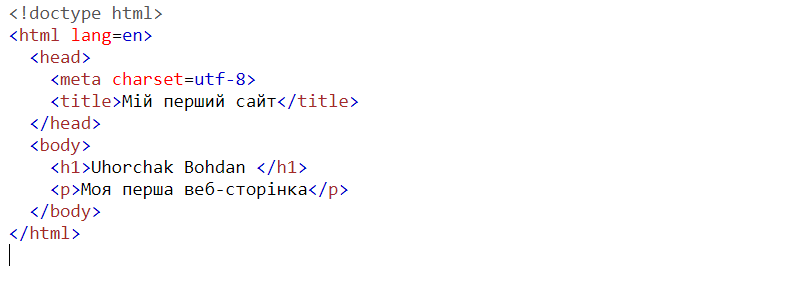 <!doctype html>
<html lang=en>
<head>
<meta charset=utf-8>
<title>Мій перший сайт</title>
</head>
<body>
<h1>Uhorchak Bohdan </h1>
<p>Моя перша веб-сторінка</p>
</body>
</html>